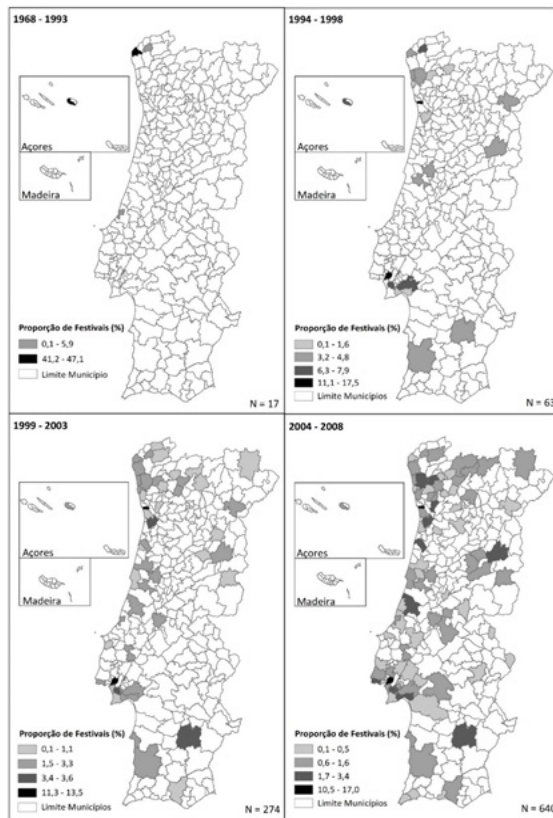 1968 - 1993
Açores
Madeira
Proporção de Festivais (%)
0,1 - 5,9
41,2 - 47,1
Limite Município
N = 17
1994 - 1998
Açores
Madeira
Proporção de Festivais (%)
0,1 - 1,6
3,2 - 4,8
6,3 - 7,9
11,1 - 17,5
Limite Municípios
N = 63
1999 - 2003
Açores
Madeira
Proporção de Festivais (%)
0,1 - 1,1
1,5 - 3,3
3,4 - 3,6
11,3 - 13,5
Limite Municípios
N = 274
2004 - 2008
Açores
Madeira
Proporção de Festivais (%)
0,1 - 0,5
0,6 - 1,6
1,7 - 3,4
10,5 - 17,0
Limite Municípios
N = 640